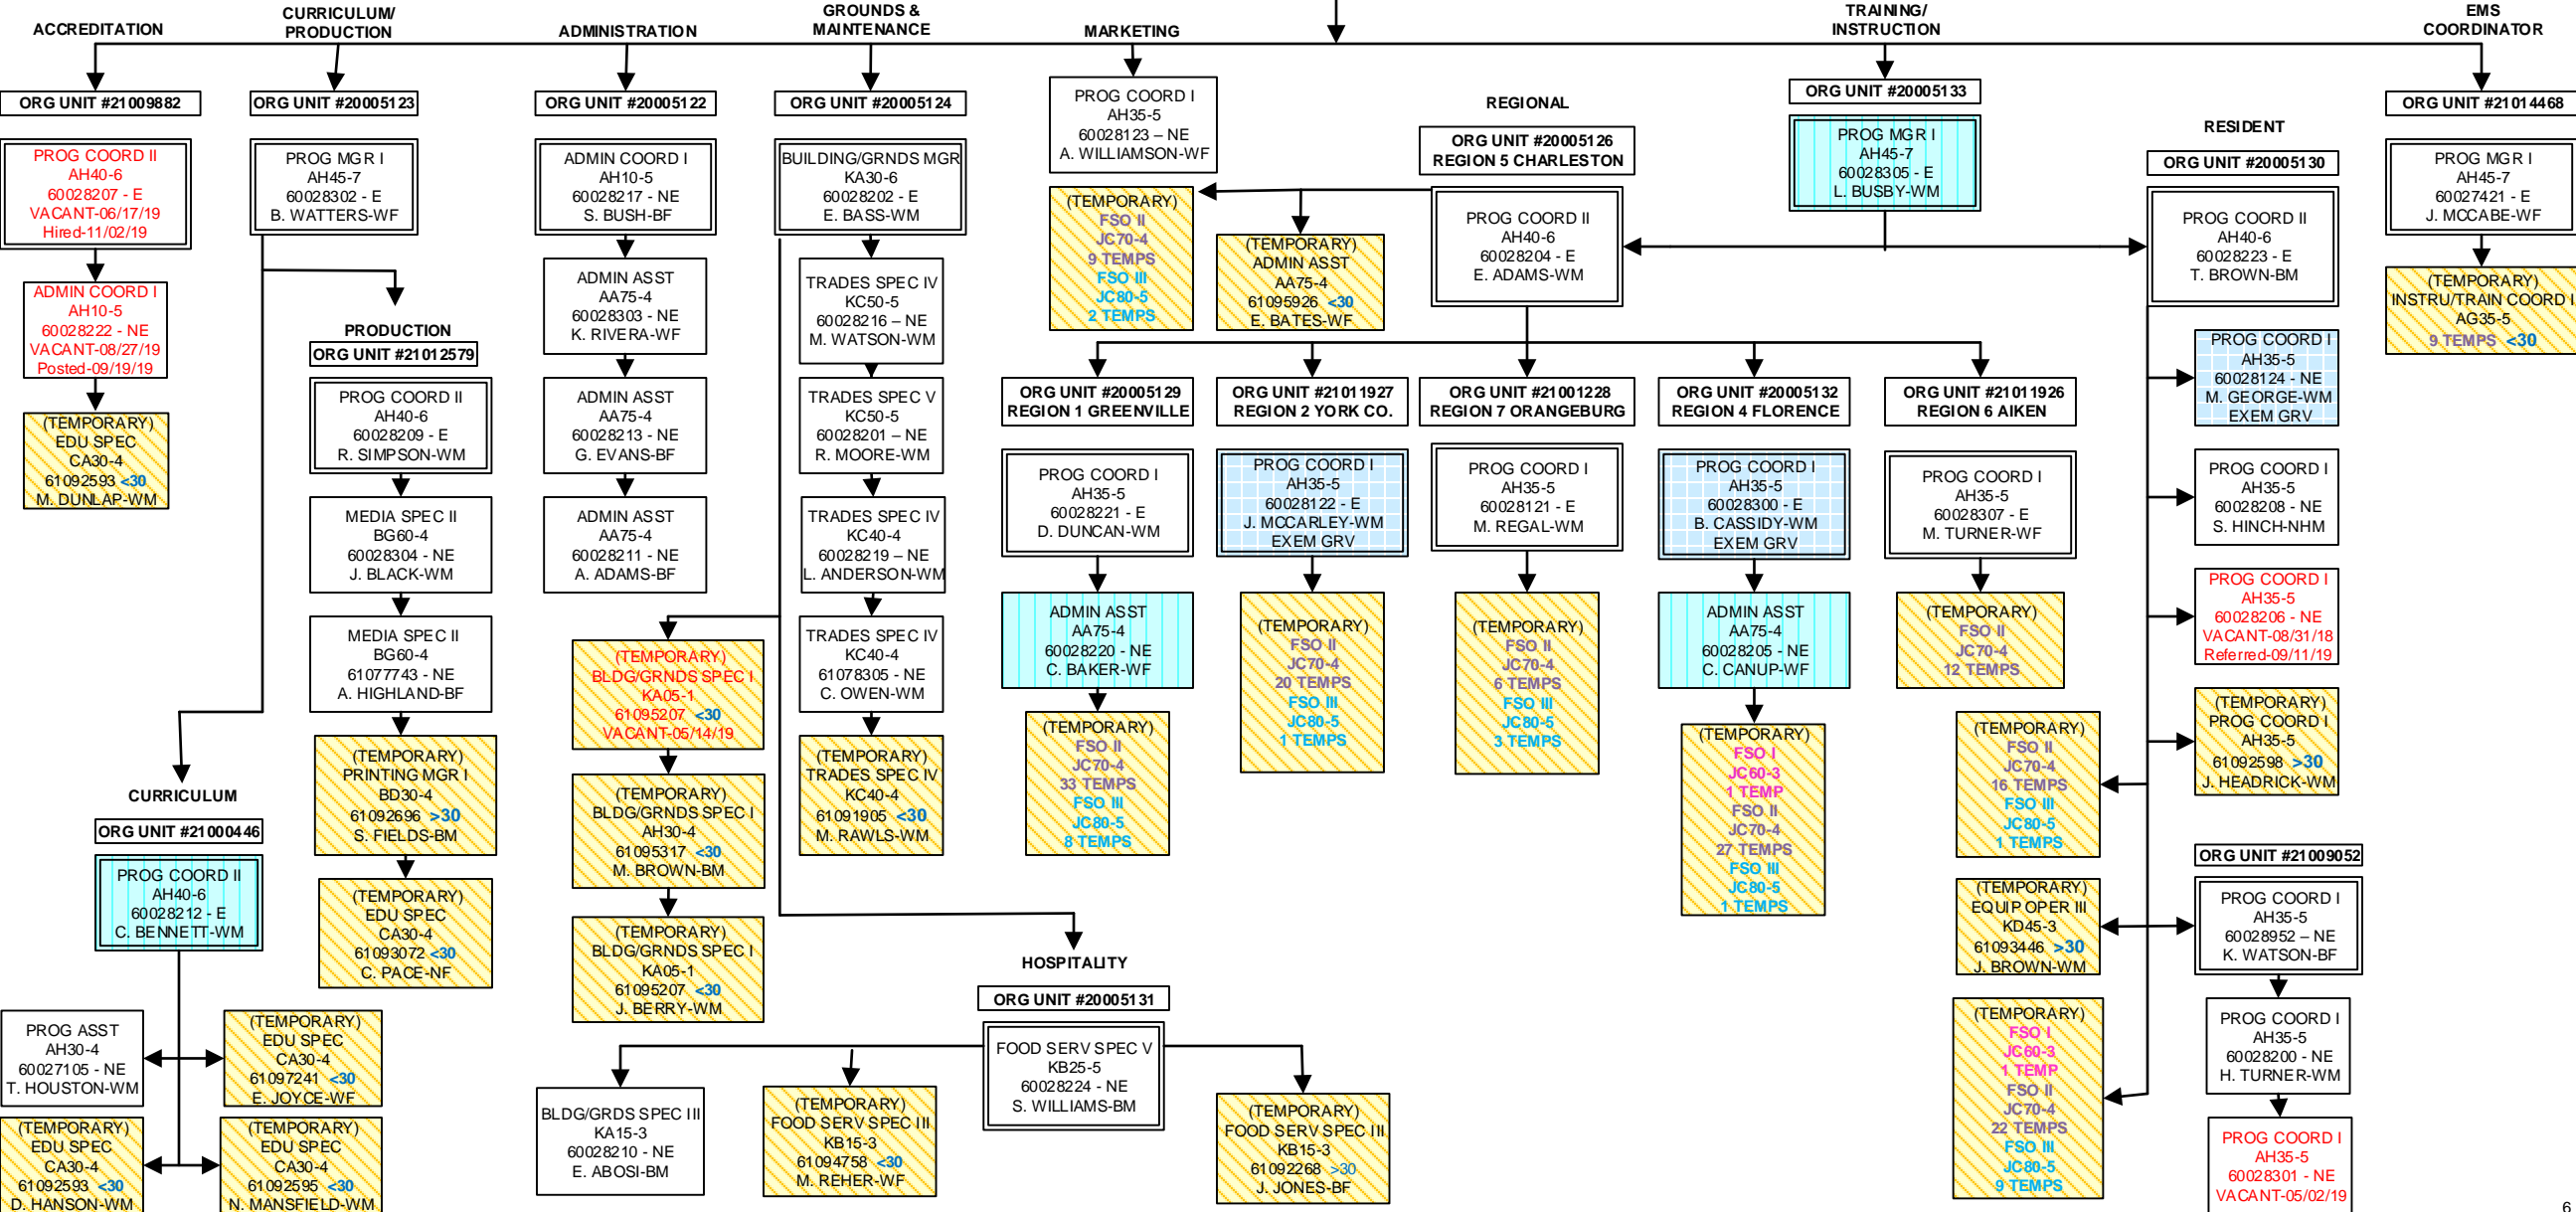 ACCREDITATION
CURRICULUM/
PRODUCTION
ADMINISTRATION
GROUNDS &
MAINTENANCE
MARKETING
TRAINING/
INSTRUCTION
EMS
COORDINATOR
ORG UNIT #21009882
PROG COORD II
AH40-6
60028207 - E
VACANT-06/17/19
Hired-11/02/19
ADMIN COORD I
AH10-5
60028222 - NE
VACANT-08/27/19
Posted-09/19/19
(TEMPORARY)
EDU SPEC
CA30-4
61092593 <30
M. DUNLAP-WM
ORG UNIT #20005123
PROG MGR I
AH45-7
60028302 - E
B. WATTERS-WF
PRODUCTION
ORG UNIT #21012579
PROG COORD II
AH40-6
60028209 - E
R. SIMPSON-WM
MEDIA SPEC II
BG60-4
60028304 - NE
J. BLACK-WM
MEDIA SPEC II
BG60-4
61077743 - NE
A. HIGHLAND-BF
(TEMPORARY)
PRINTING MGR I
BD30-4
61092696 >30
S. FIELDS-BM
(TEMPORARY)
EDU SPEC
CA30-4
61093072 <30
C. PACE-NF
CURRICULUM
ORG UNIT #21000446
PROG COORD II
AH40-6
60028212 - E
C. BENNETT-WM
PROG ASST
AH30-4
60027105 - NE
T. HOUSTON-WM
(TEMPORARY)
EDU SPEC
CA30-4
61097241 <30
E. JOYCE-WF
(TEMPORARY)
EDU SPEC
CA30-4
61092593 <30
D. HANSON-WM
(TEMPORARY)
EDU SPEC
CA30-4
61092595 <30
N. MANSFIELD-WM
ORG UNIT #20005122
ADMIN COORD I
AH10-5
60028217 - NE
S. BUSH-BF
ADMIN ASST
AA75-4
60028303 - NE
K. RIVERA-WF
ADMIN ASST
AA75-4
60028213 - NE
G. EVANS-BF
ADMIN ASST
AA75-4
60028211 - NE
A. ADAMS-BF
ORG UNIT #20005124
BUILDING/GRNDS MGR
KA30-6
60028202 - E
E. BASS-WM
TRADES SPEC IV
KC50-5
60028216 – NE
M. WATSON-WM
TRADES SPEC V
KC50-5
60028201 – NE
R. MOORE-WM
TRADES SPEC IV
KC40-4
60028219 – NE
L. ANDERSON-WM
TRADES SPEC IV
KC40-4
61078305 – NE
C. OWEN-WM
(TEMPORARY)
TRADES SPEC IV
KC40-4
61091905 <30
M. RAWLS-WM
(TEMPORARY)
BLDG/GRNDS SPEC I
KA05-1
61095207 <30
VACANT-05/14/19
(TEMPORARY)
BLDG/GRNDS SPEC I
AH30-4
61095317 <30
M. BROWN-BM
(TEMPORARY)
BLDG/GRNDS SPEC I
KA05-1
61095207 <30
J. BERRY-WM
HOSPITALITY
ORG UNIT #20005131
FOOD SERV SPEC V
KB25-5
60028224 - NE
S. WILLIAMS-BM
BLDG/GRDS SPEC III
KA15-3
60028210 - NE
E. ABOSI-BM
(TEMPORARY)
FOOD SERV SPEC III
KB15-3
61094758 <30
M. REHER-WF
(TEMPORARY)
FOOD SERV SPEC III
KB15-3
61092268 >30
J. JONES-BF
PROG COORD I
AH35-5
60028123 – NE
A. WILLIAMSON-WF
ORG UNIT #20005133
PROG MGR I
AH45-7
60028305 - E
L. BUSBY-WM
REGIONAL
ORG UNIT #20005126
REGION 5 CHARLESTON
PROG COORD II
AH40-6
60028204 - E
E. ADAMS-WM
(TEMPORARY)
FSO II
JC70-4
9 TEMPS
FSO III
JC80-5
2 TEMPS
(TEMPORARY)
ADMIN ASST
AA75-4
61095926 <30
E. BATES-WF
ORG UNIT #20005129
REGION 1 GREENVILLE
PROG COORD I
AH35-5
60028221 - E
D. DUNCAN-WM
ADMIN ASST
AA75-4
60028220 - NE
C. BAKER-WF
(TEMPORARY)
FSO II
JC70-4
33 TEMPS
FSO III
JC80-5
8 TEMPS
ORG UNIT #21011927
REGION 2 YORK CO.
PROG COORD I
AH35-5
60028122 - E
J. MCCARLEY-WM
EXEM GRV
(TEMPORARY)
FSO II
JC70-4
20 TEMPS
FSO III
JC80-5
1 TEMPS
ORG UNIT #21001228
REGION 7 ORANGEBURG
PROG COORD I
AH35-5
60028121 - E
M. REGAL-WM
(TEMPORARY)
FSO II
JC70-4
6 TEMPS
FSO III
JC80-5
3 TEMPS
ORG UNIT #20005132
REGION 4 FLORENCE
PROG COORD I
AH35-5
60028300 - E
B. CASSIDY-WM
EXEM GRV
ADMIN ASST
AA75-4
60028205 - NE
C. CANUP-WF
(TEMPORARY)
FSO I
JC60-3
1 TEMP
FSO II
JC70-4
27 TEMPS
FSO III
JC80-5
1 TEMPS
ORG UNIT #21011926
REGION 6 AIKEN
PROG COORD I
AH35-5
60028307 - E
M. TURNER-WF
(TEMPORARY)
FSO II
JC70-4
12 TEMPS
RESIDENT
ORG UNIT #20005130
PROG COORD II
AH40-6
60028223 - E
T. BROWN-BM
PROG COORD I
AH35-5
60028124 - NE
M. GEORGE-WM
EXEM GRV
PROG COORD I
AH35-5
60028208 - NE
S. HINCH-NHM
PROG COORD I
AH35-5
60028206 - NE
VACANT-08/31/18
Referred-09/11/19
(TEMPORARY)
PROG COORD I
AH35-5
61092598 >30
J. HEADRICK-WM
(TEMPORARY)
FSO II
JC70-4
16 TEMPS
FSO III
JC80-5
1 TEMPS
(TEMPORARY)
EQUIP OPER III
KD45-3
61093446 >30
J. BROWN-WM
ORG UNIT #21009052
PROG COORD I
AH35-5
60028952 – NE
K. WATSON-BF
PROG COORD I
AH35-5
60028200 - NE
H. TURNER-WM
PROG COORD I
AH35-5
60028301 - NE
VACANT-05/02/19
(TEMPORARY)
FSO I
JC60-3
1 TEMP
FSO II
JC70-4
22 TEMPS
FSO III
JC80-5
9 TEMPS
ORG UNIT #21014468
PROG MGR I
AH45-7
60027421 - E
J. MCCABE-WF
(TEMPORARY)
INSTRU/TRAIN COORD I
AG35-5
9 TEMPS <30
6